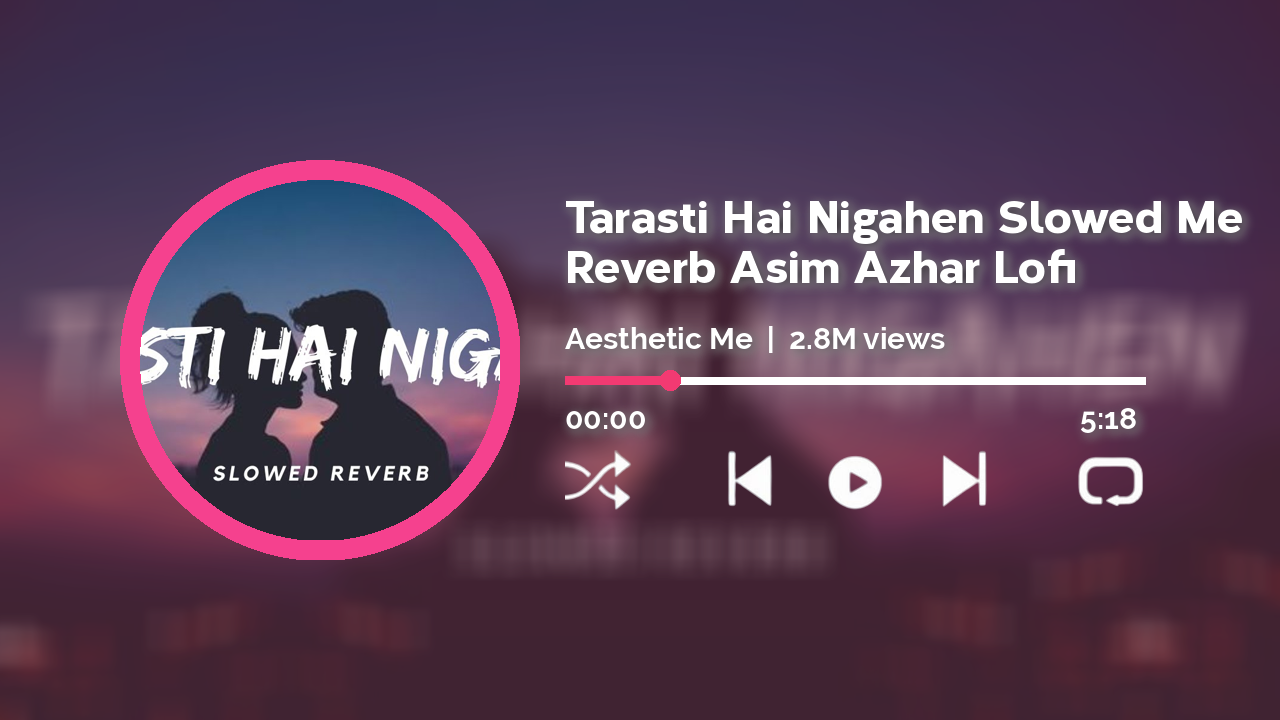 STI HAI NIG
SLOWED REVERB
Tarasti Hai Nigahen Slowed Me
Reverb Asim Azhar Lofi
Aesthetic Me | 2.8M views
00:00
5:18